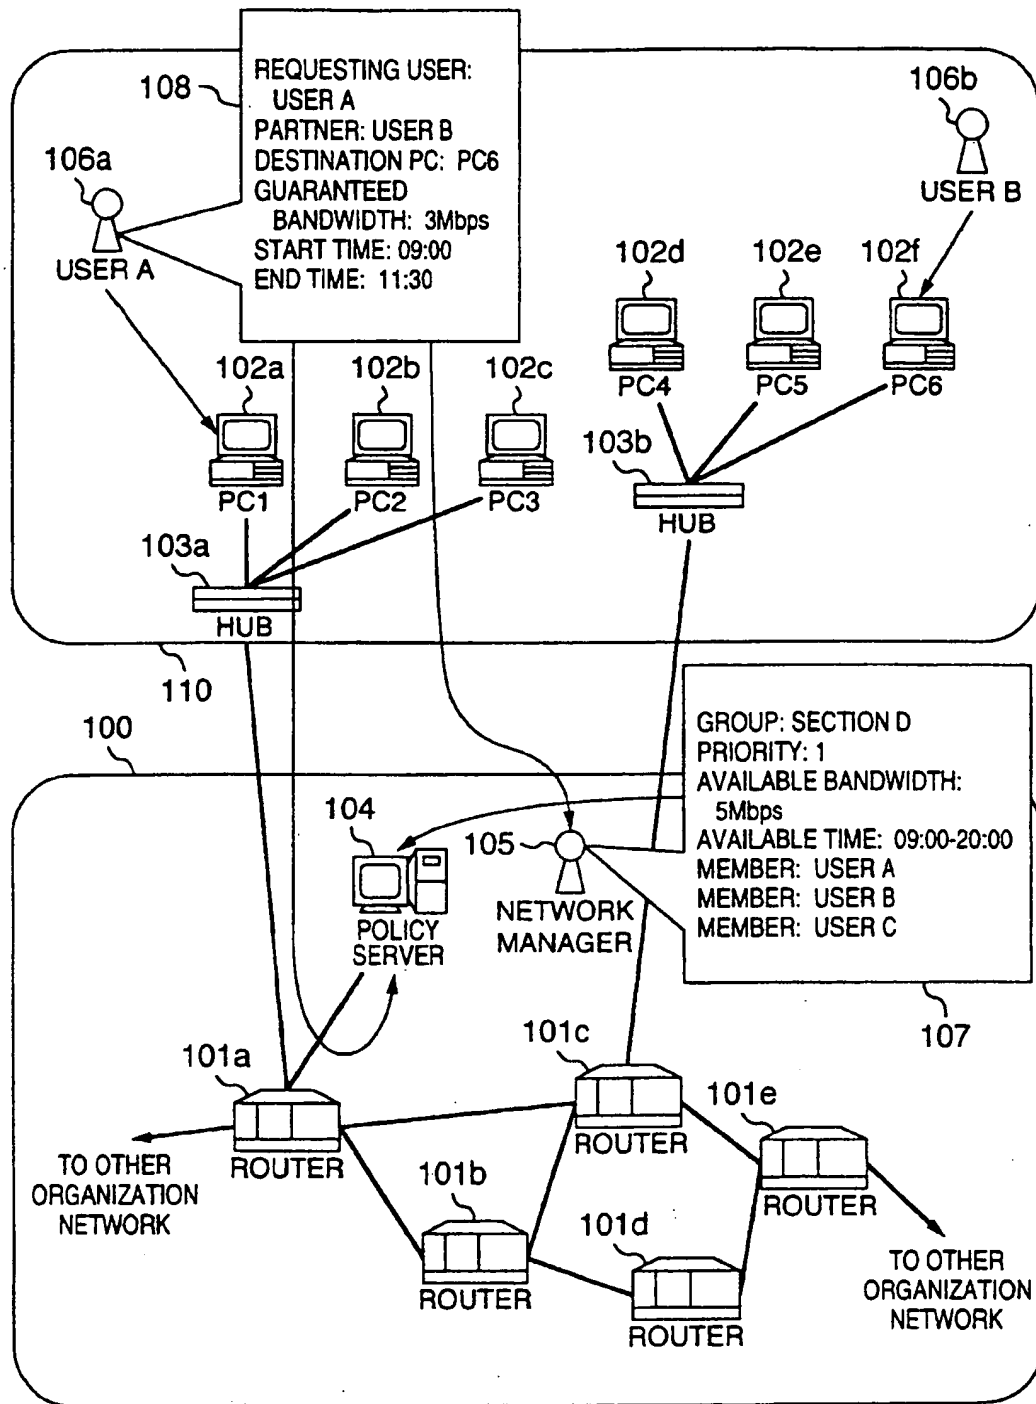 REQUESTING USER:
USER A
PARTNER: USER B
DESTINATION PC: PC6
GUARANTEED
BANDWIDTH: 3Mbps
START TIME: 09:00
END TIME: 11:30
108
106a
USER A
106b
USER B
102d
102e
102f
PC4
PC5
PC6
102a
102b
102c
PC1
PC2
PC3
103b
HUB
103a
HUB
110
100
GROUP: SECTION D
PRIORITY: 1
AVAILABLE BANDWIDTH:
5Mbps
AVAILABLE TIME: 09:00-20:00
MEMBER: USER A
MEMBER: USER B
MEMBER: USER C
107
104
POLICY
SERVER
105
NETWORK
MANAGER
101a
ROUTER
101c
ROUTER
101e
ROUTER
101b
ROUTER
101d
ROUTER
TO OTHER
ORGANIZATION
NETWORK
TO OTHER
ORGANIZATION
NETWORK